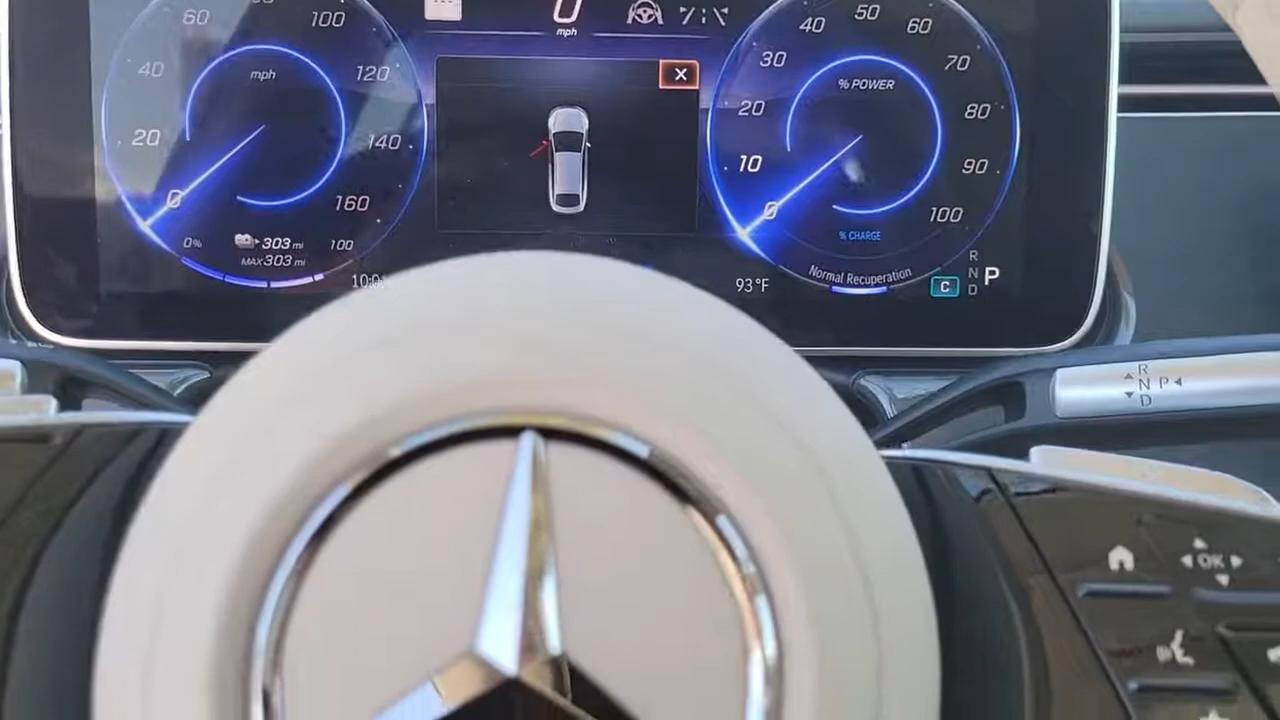 0
mph
mph
20
40
60
100
120
140
160
0
0%
303 mi
100
MAX 303 mi
% POWER
0
10
20
30
40
50
60
70
80
90
100
% CHARGE
Normal Recuperation
93°F
C
R
N
D
P
R
N P
D
OK